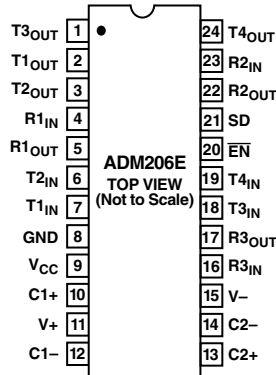 T3OUT 1
T1OUT 2
T2OUT 3
R1IN 4
R1OUT 5
T2IN 6
T1IN 7
GND 8
VCC 9
C1+ 10
V+ 11
C1– 12
ADM206E
TOP VIEW
(Not to Scale)
24 T4OUT
23 R2IN
22 R2OUT
21 SD
20 E̅N̅
19 T4IN
18 T3IN
17 R3OUT
16 R3IN
15 V–
14 C2–
13 C2+